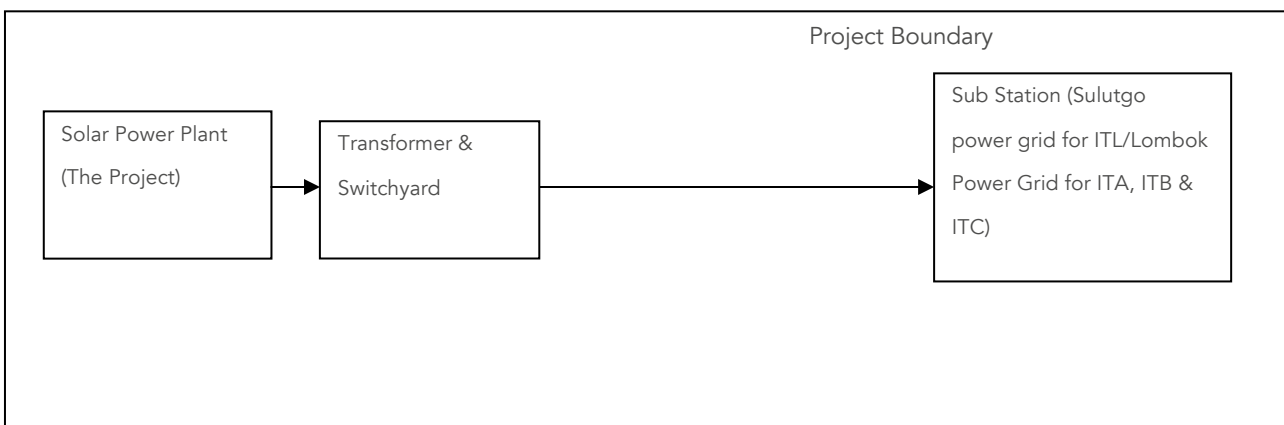 Project Boundary
Solar Power Plant
(The Project)
Transformer &
Switchyard
Sub Station (Sulutgo
power grid for ITL/Lombok
Power Grid for ITA, ITB &
ITC)